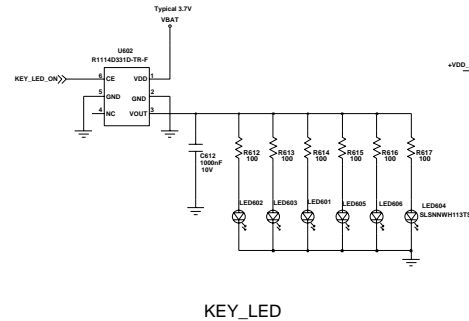 Typical 3.7V
VBAT
U602
R1114D331D-TR-F
KEY_LED_ON
6 CE VDD 1
5 GND GND 2
4 NC VOUT 3
+VDD_
C612
1000nF
10V
R612
100
R613
100
R614
100
R615
100
R616
100
R617
100
LED602
LED603
LED601
LED605
LED606
LED604
SLSNNWH113TS
KEY_LED